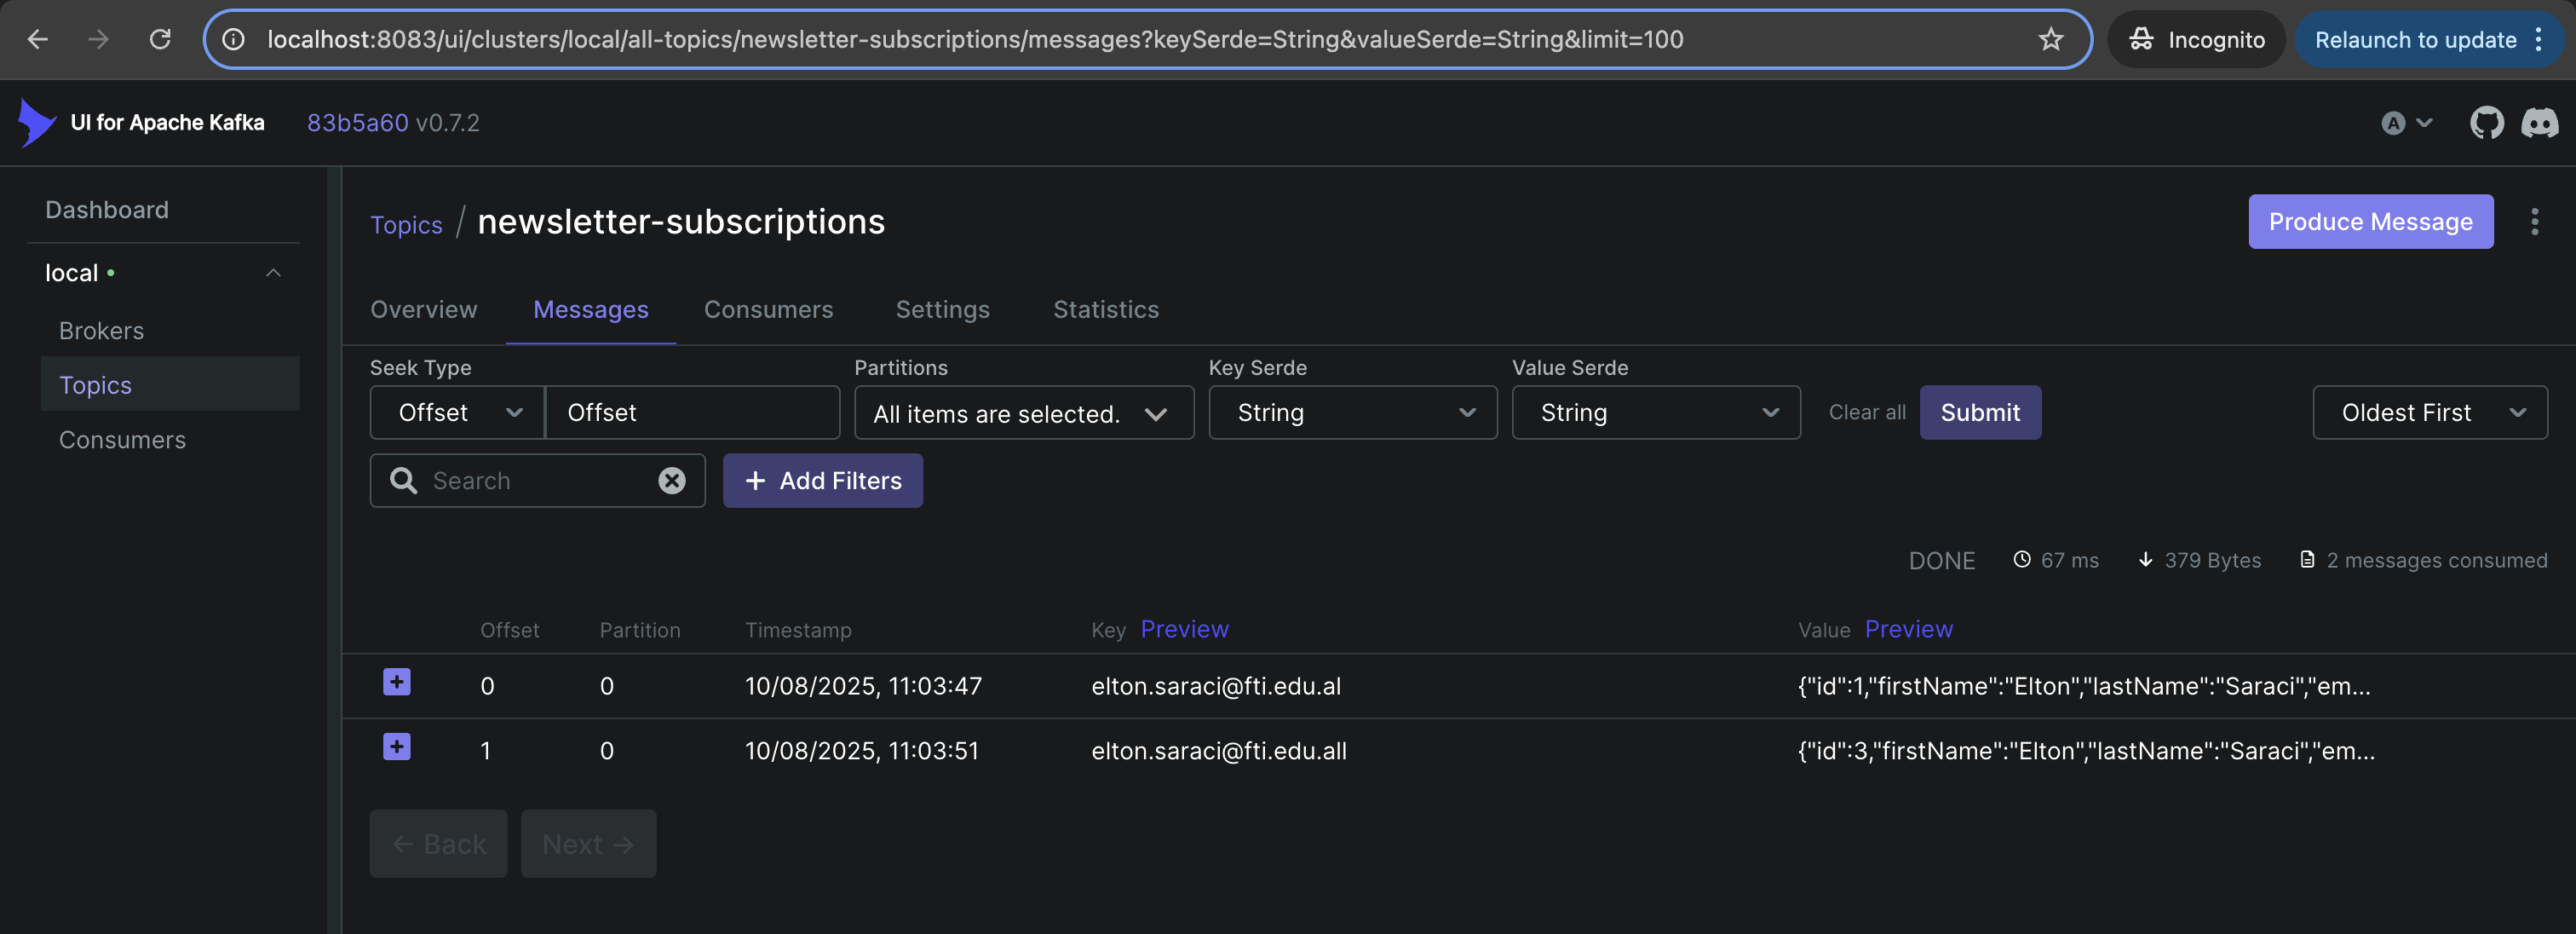 localhost:8083/ui/clusters/local/all-topics/newsletter-subscriptions/messages?keySerde=String&valueSerde=String&limit=100
Incognito
Relaunch to update
UI for Apache Kafka 83b5a60 v0.7.2
A
Dashboard
local
Brokers
Topics
Consumers
Topics / newsletter-subscriptions
Produce Message
Overview Messages Consumers Settings Statistics
Seek Type Partitions Key Serde Value Serde
Offset Offset All items are selected. String String Clear all Submit Oldest First
Search + Add Filters
DONE 67 ms 379 Bytes 2 messages consumed
Offset Partition Timestamp Key Preview Value Preview
0 0 10/08/2025, 11:03:47 elton.saraci@fti.edu.al {"id":1,"firstName":"Elton","lastName":"Saraci","em...
1 0 10/08/2025, 11:03:51 elton.saraci@fti.edu.all {"id":3,"firstName":"Elton","lastName":"Saraci","em...
← Back Next →